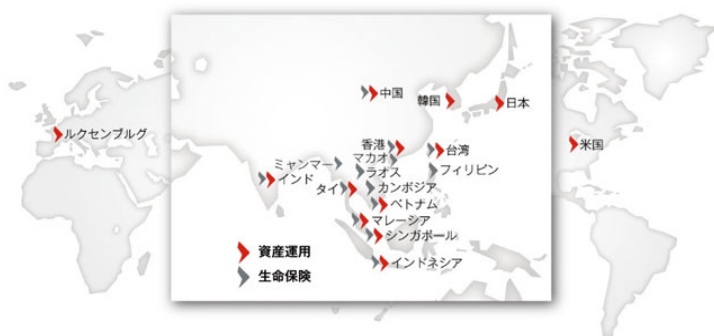 中国
韓国
日本
ルクセンブルグ
香港
台湾
米国
マカオ
ミャンマー
ラオス
フィリピン
インド
タイ
カンボジア
ベトナム
マレーシア
シンガポール
資産運用
インドネシア
生命保険